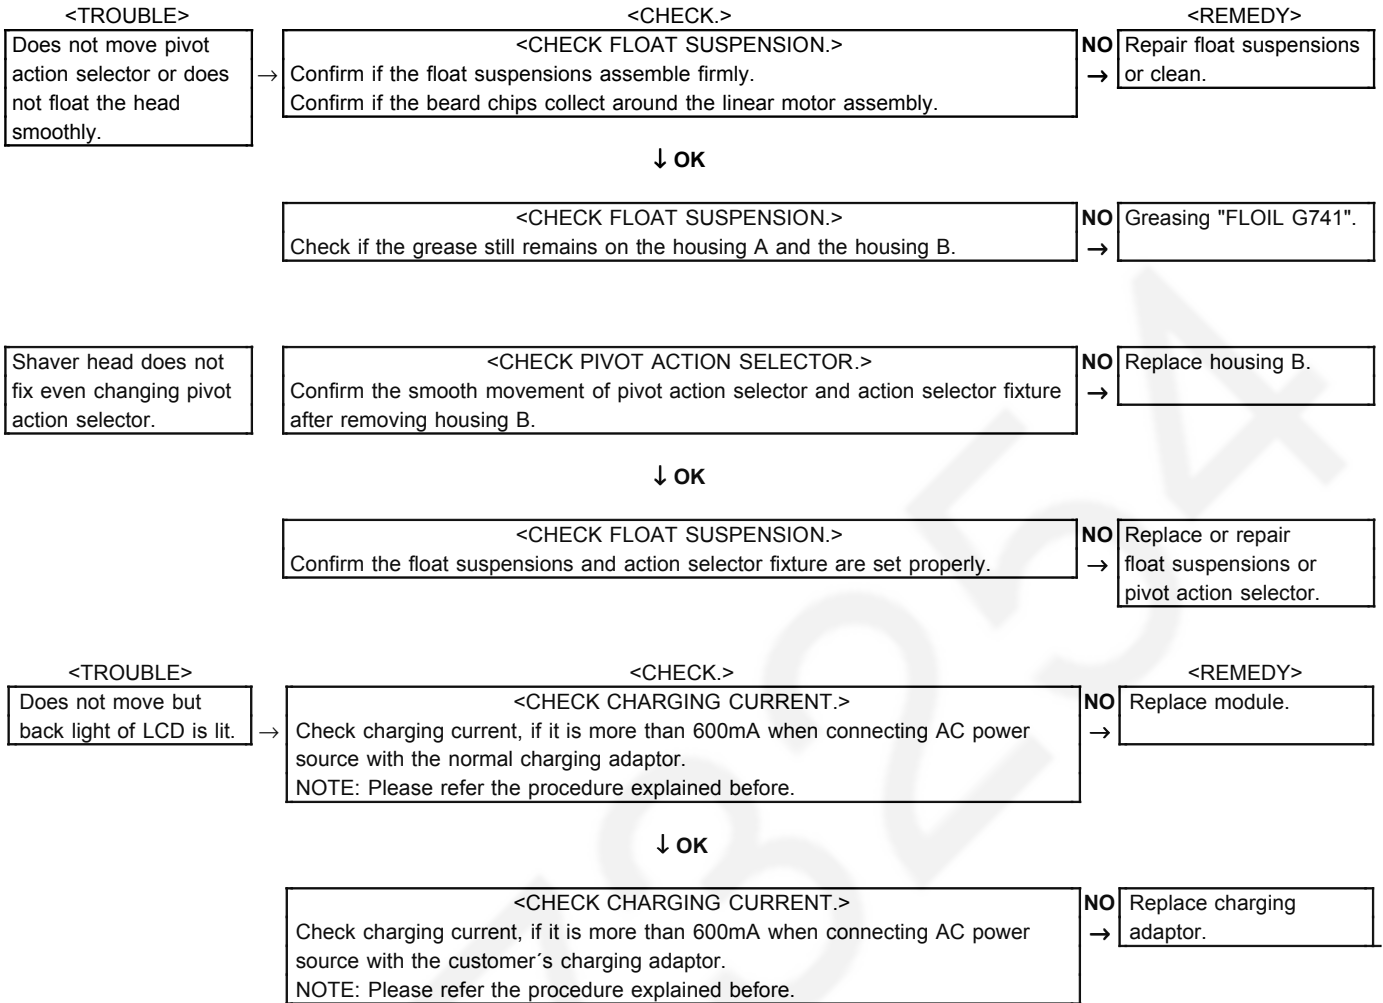 <TROUBLE> <CHECK.> <REMEDY>
Does not move pivot
action selector or does
not float the head
smoothly.
→
<CHECK FLOAT SUSPENSION.>
Confirm if the float suspensions assemble firmly.
Confirm if the beard chips collect around the linear motor assembly.
NO
→
Repair float suspensions
or clean.
↓ OK
<CHECK FLOAT SUSPENSION.>
Check if the grease still remains on the housing A and the housing B.
NO
→
Greasing "FLOIL G741".
Shaver head does not
fix even changing pivot
action selector.
<CHECK PIVOT ACTION SELECTOR.>
Confirm the smooth movement of pivot action selector and action selector fixture
after removing housing B.
NO
→
Replace housing B.
↓ OK
<CHECK FLOAT SUSPENSION.>
Confirm the float suspensions and action selector fixture are set properly.
NO
→
Replace or repair
float suspensions or
pivot action selector.
<TROUBLE> <CHECK.> <REMEDY>
Does not move but
back light of LCD is lit.
→
<CHECK CHARGING CURRENT.>
Check charging current, if it is more than 600mA when connecting AC power
source with the normal charging adaptor.
NOTE: Please refer the procedure explained before.
NO
→
Replace module.
↓ OK
<CHECK CHARGING CURRENT.>
Check charging current, if it is more than 600mA when connecting AC power
source with the customer´s charging adaptor.
NOTE: Please refer the procedure explained before.
NO
→
Replace charging
adaptor.